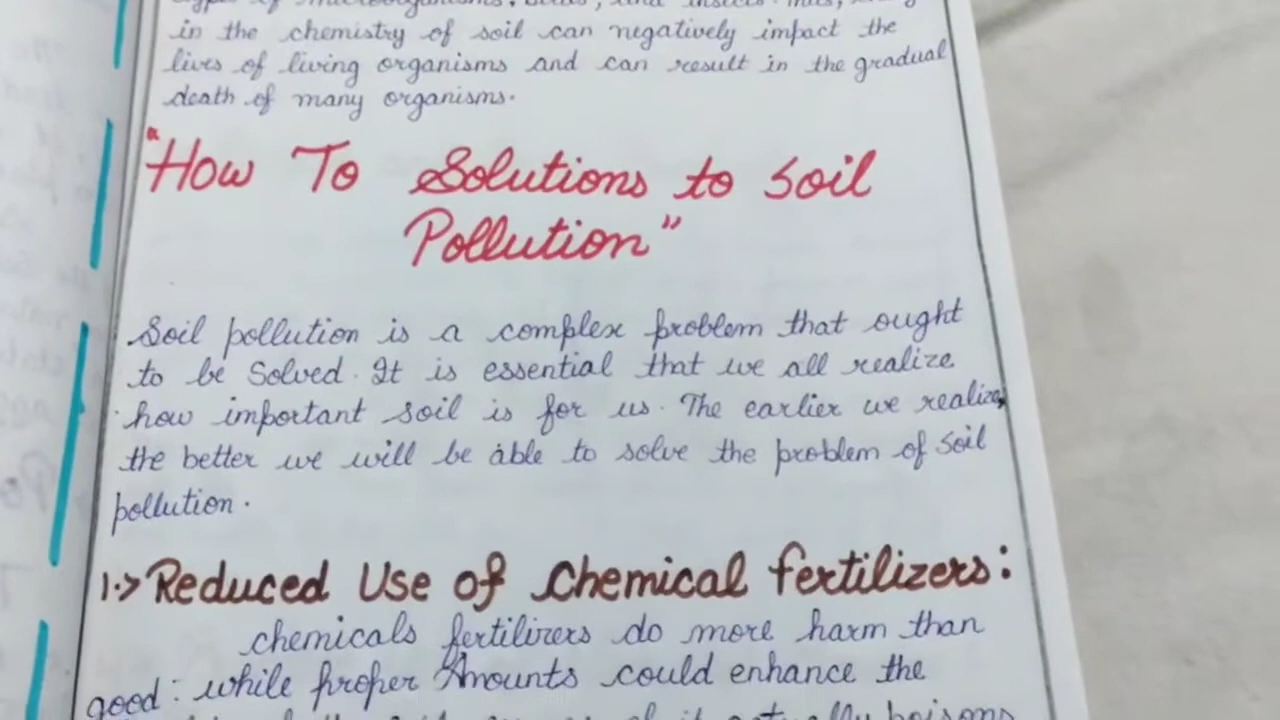 in the chemistry of soil can negatively impact the
lives of living organisms and can result in the gradual
death of many organisms.
"How To Solutions to Soil
Pollution"
Soil pollution is a complex problem that ought
to be Solved. It is essential that we all realize
how important soil is for us. The earlier we realize,
the better we will be able to solve the problem of Soil
pollution.
1.> Reduced Use of Chemical fertilizers:
chemicals fertilizers do more harm than
good: while proper Amounts could enhance the